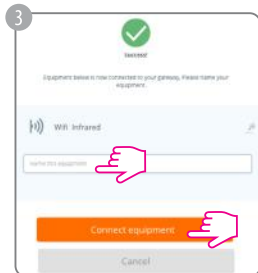 3
Success!
Equipment below is now connected to your gateway. Please name your
equipment.
Wifi Infrared
name this equipment
Connect equipment
Cancel